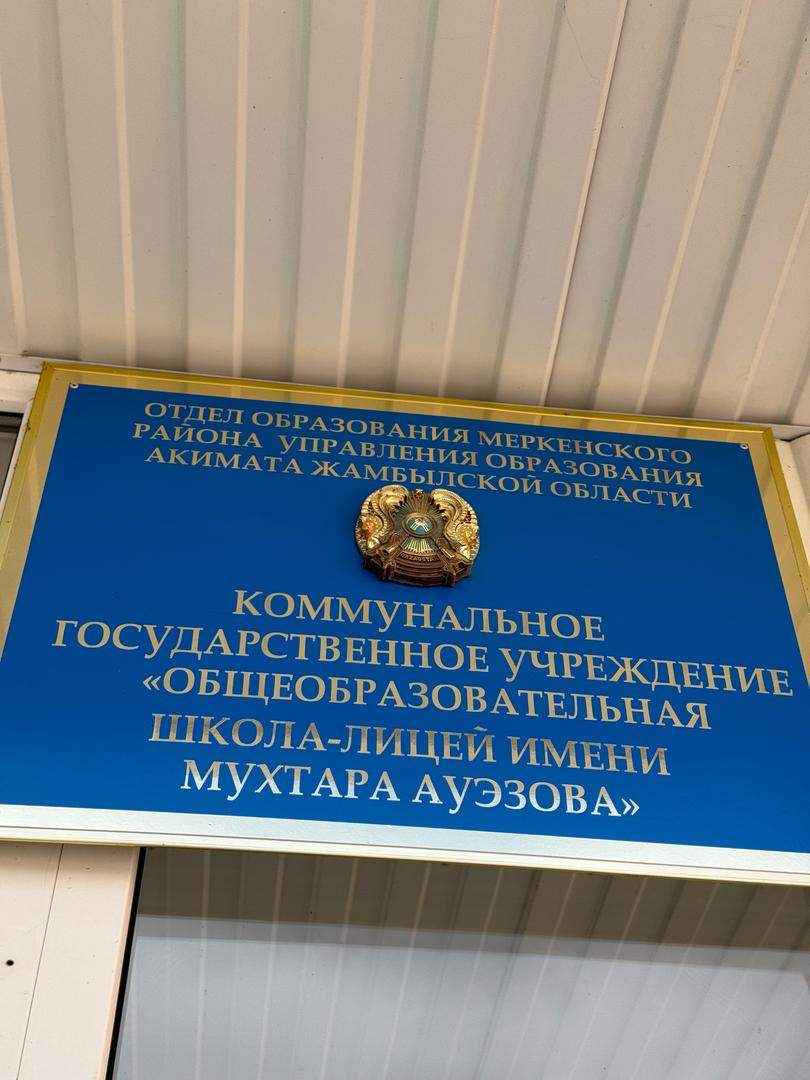 ОТДЕЛ ОБРАЗОВАНИЯ МЕРКЕНСКОГО
РАЙОНА УПРАВЛЕНИЯ ОБРАЗОВАНИЯ
АКИМАТА ЖАМБЫЛСКОЙ ОБЛАСТИ
КОММУНАЛЬНОЕ
ГОСУДАРСТВЕННОЕ УЧРЕЖДЕНИЕ
«ОБЩЕОБРАЗОВАТЕЛЬНАЯ
ШКОЛА-ЛИЦЕЙ ИМЕНИ
МУХТАРА АУЭЗОВА»